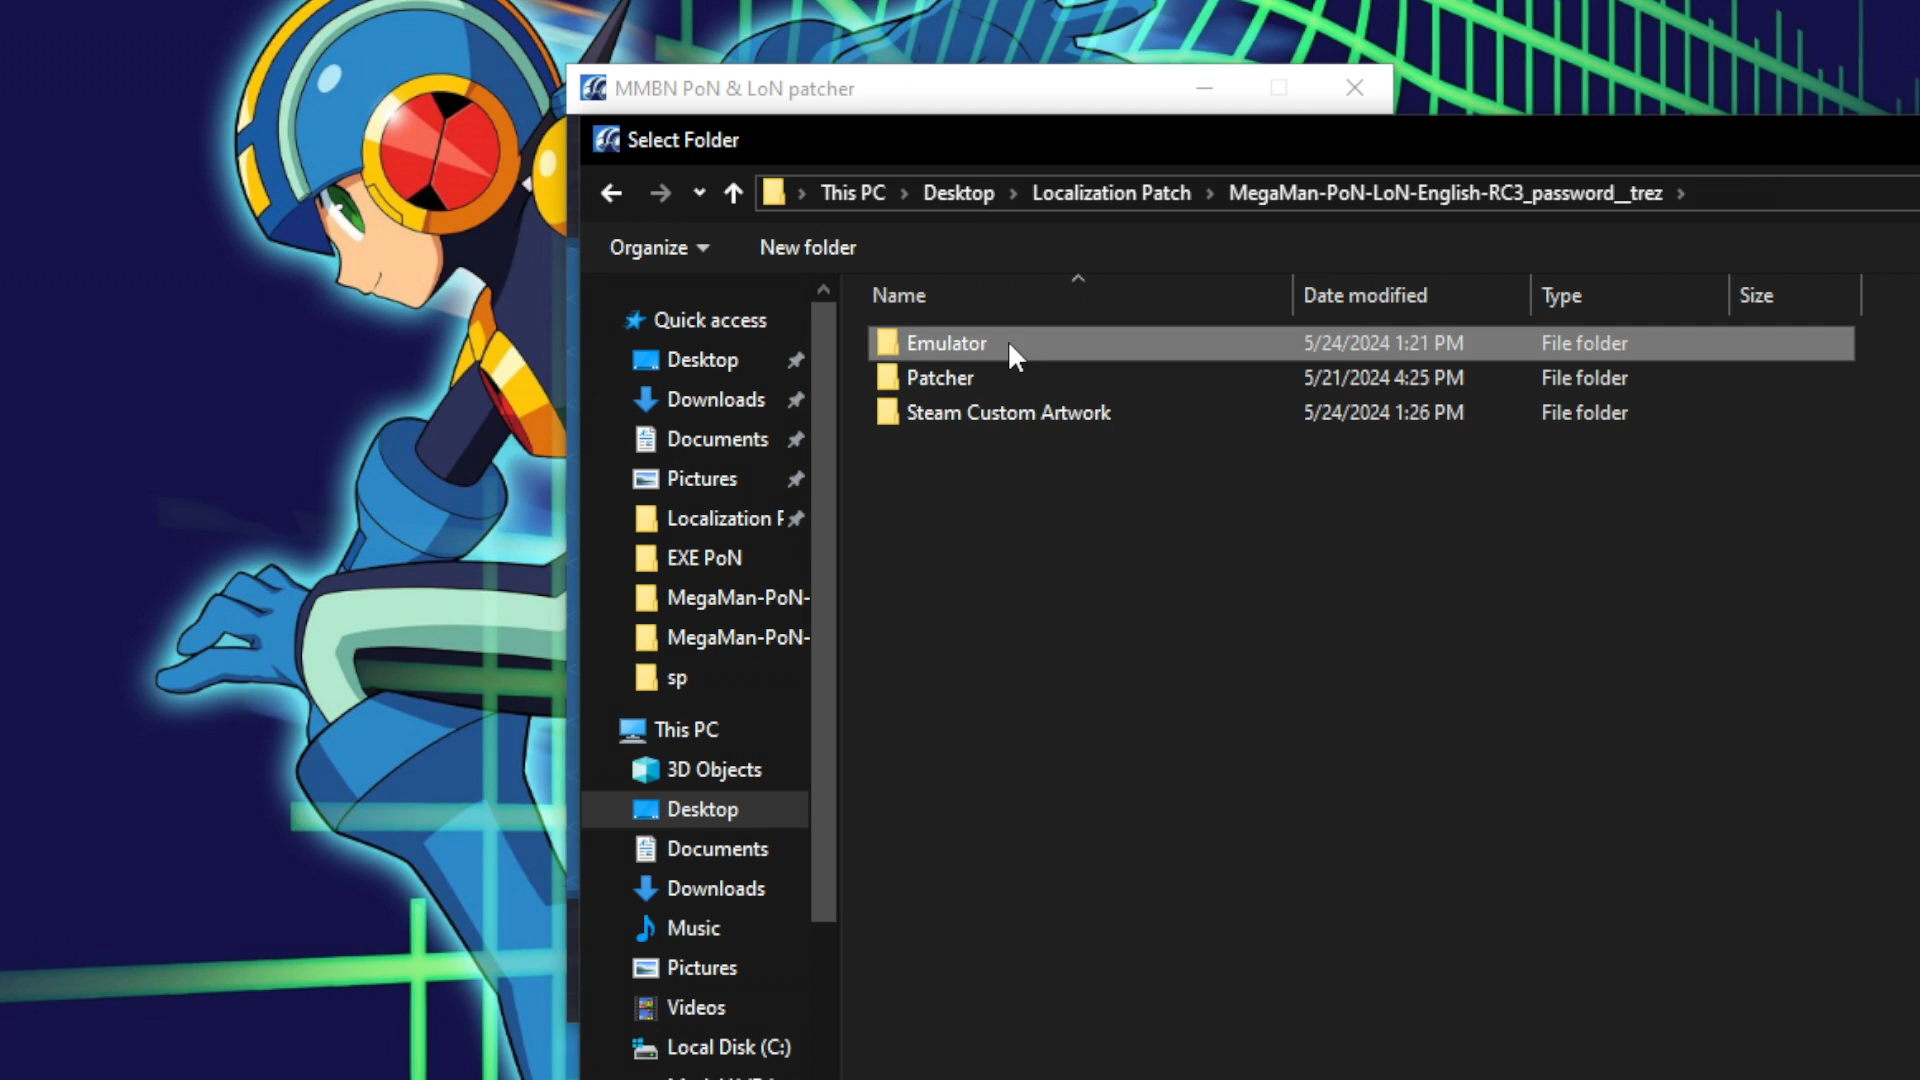 MMBN PoN & LoN patcher
Select Folder
This PC > Desktop > Localization Patch > MegaMan-PoN-LoN-English-RC3_password__trez >
Organize New folder
Name Date modified Type Size
Emulator 5/24/2024 1:21 PM File folder
Patcher 5/21/2024 4:25 PM File folder
Steam Custom Artwork 5/24/2024 1:26 PM File folder
Quick access
Desktop
Downloads
Documents
Pictures
Localization
EXE PoN
MegaMan-PoN-
MegaMan-PoN-
sp
This PC
3D Objects
Desktop
Documents
Downloads
Music
Pictures
Videos
Local Disk (C:)